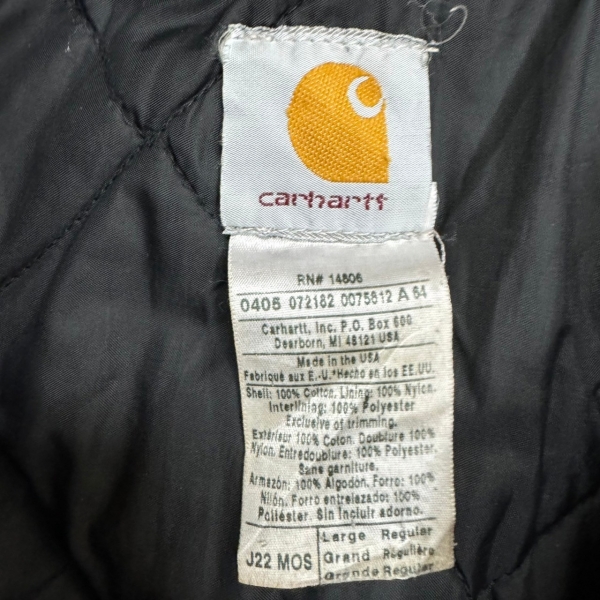 carhartt
RN# 14806
0405 072182 0075612 A 64
Carhartt, Inc. P.O. Box 600
Dearborn, MI 48121 USA
Made in the USA
Fabriqué aux E.-U.*Hecho en los EE.UU.
Shell: 100% Cotton. Lining: 100% Nylon.
Interlining: 100% Polyester
Exclusive of trimming.
Extérieur 100% Coton. Doublure 100%
Nylon. Entredoublure: 100% Polyester.
Sans garniture.
Armazón: 100% Algodón. Forro: 100%
Nilón. Forro entrelazado: 100%
Poliéster. Sin incluir adorno.
Large Regular
J22 MOS Grand Régulière
Grande Regular